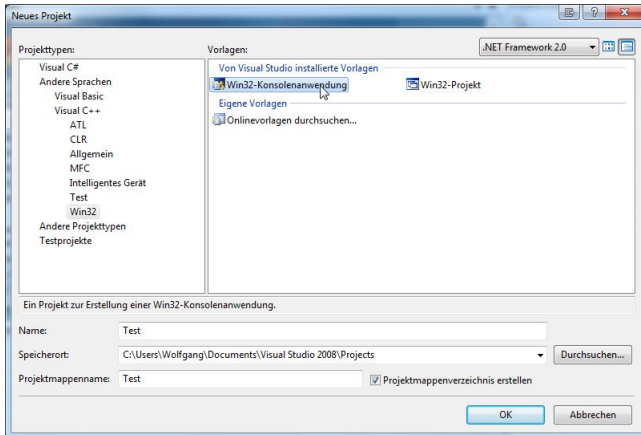 Neues Projekt
Projekttypen:
Vorlagen:
.NET Framework 2.0
Visual C#
Andere Sprachen
Visual Basic
Visual C++
ATL
CLR
Allgemein
MFC
Intelligentes Gerät
Test
Win32
Andere Projekttypen
Testprojekte
Von Visual Studio installierte Vorlagen
Win32-Konsolenanwendung
Win32-Projekt
Eigene Vorlagen
Onlinevorlagen durchsuchen...
Ein Projekt zur Erstellung einer Win32-Konsolenanwendung.
Name:
Test
Speicherort:
C:\Users\Wolfgang\Documents\Visual Studio 2008\Projects
Durchsuchen...
Projektmappenname:
Test
Projektmappenverzeichnis erstellen
OK
Abbrechen